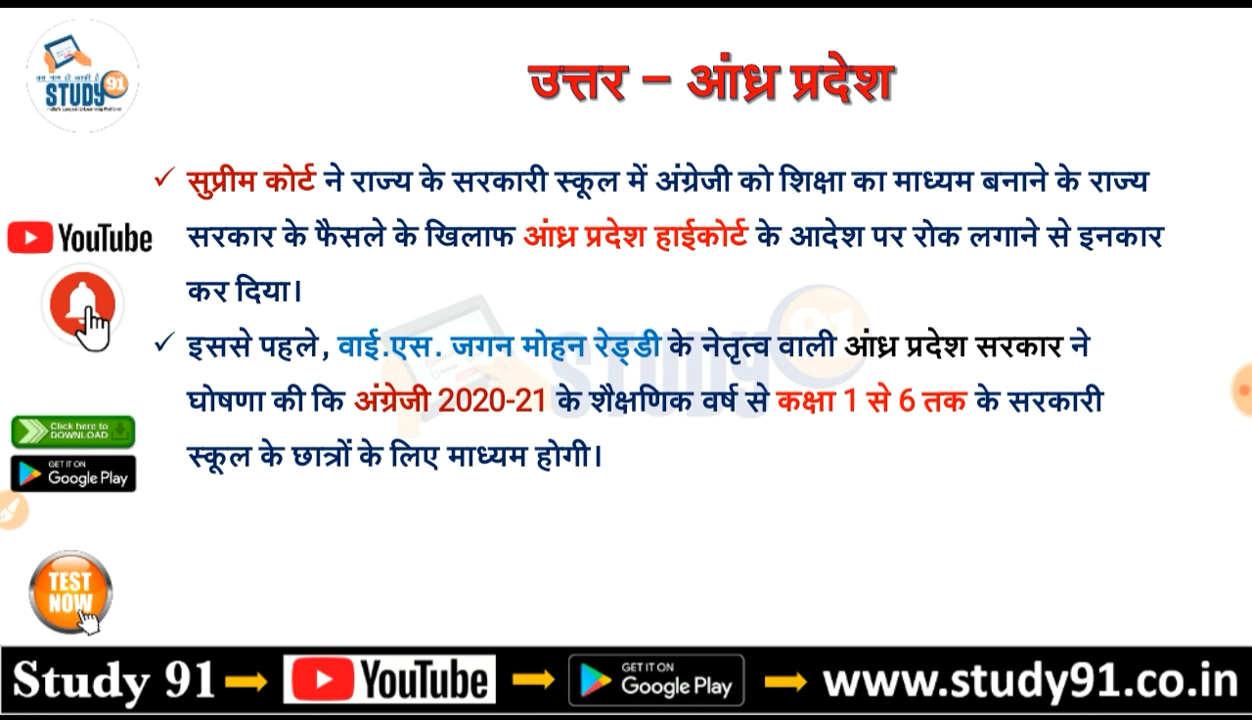 STUDY 91
उत्तर – आंध्र प्रदेश
✓ सुप्रीम कोर्ट ने राज्य के सरकारी स्कूल में अंग्रेजी को शिक्षा का माध्यम बनाने के राज्य
सरकार के फैसले के खिलाफ आंध्र प्रदेश हाईकोर्ट के आदेश पर रोक लगाने से इनकार
कर दिया।
✓ इससे पहले, वाई.एस. जगन मोहन रेड्डी के नेतृत्व वाली आंध्र प्रदेश सरकार ने
घोषणा की कि अंग्रेजी 2020-21 के शैक्षणिक वर्ष से कक्षा 1 से 6 तक के सरकारी
स्कूल के छात्रों के लिए माध्यम होगी।
YouTube
Click here to
DOWNLOAD
GET IT ON
Google Play
TEST
NOW
STUDY 91
Study 91 YouTube GET IT ON Google Play www.study91.co.in